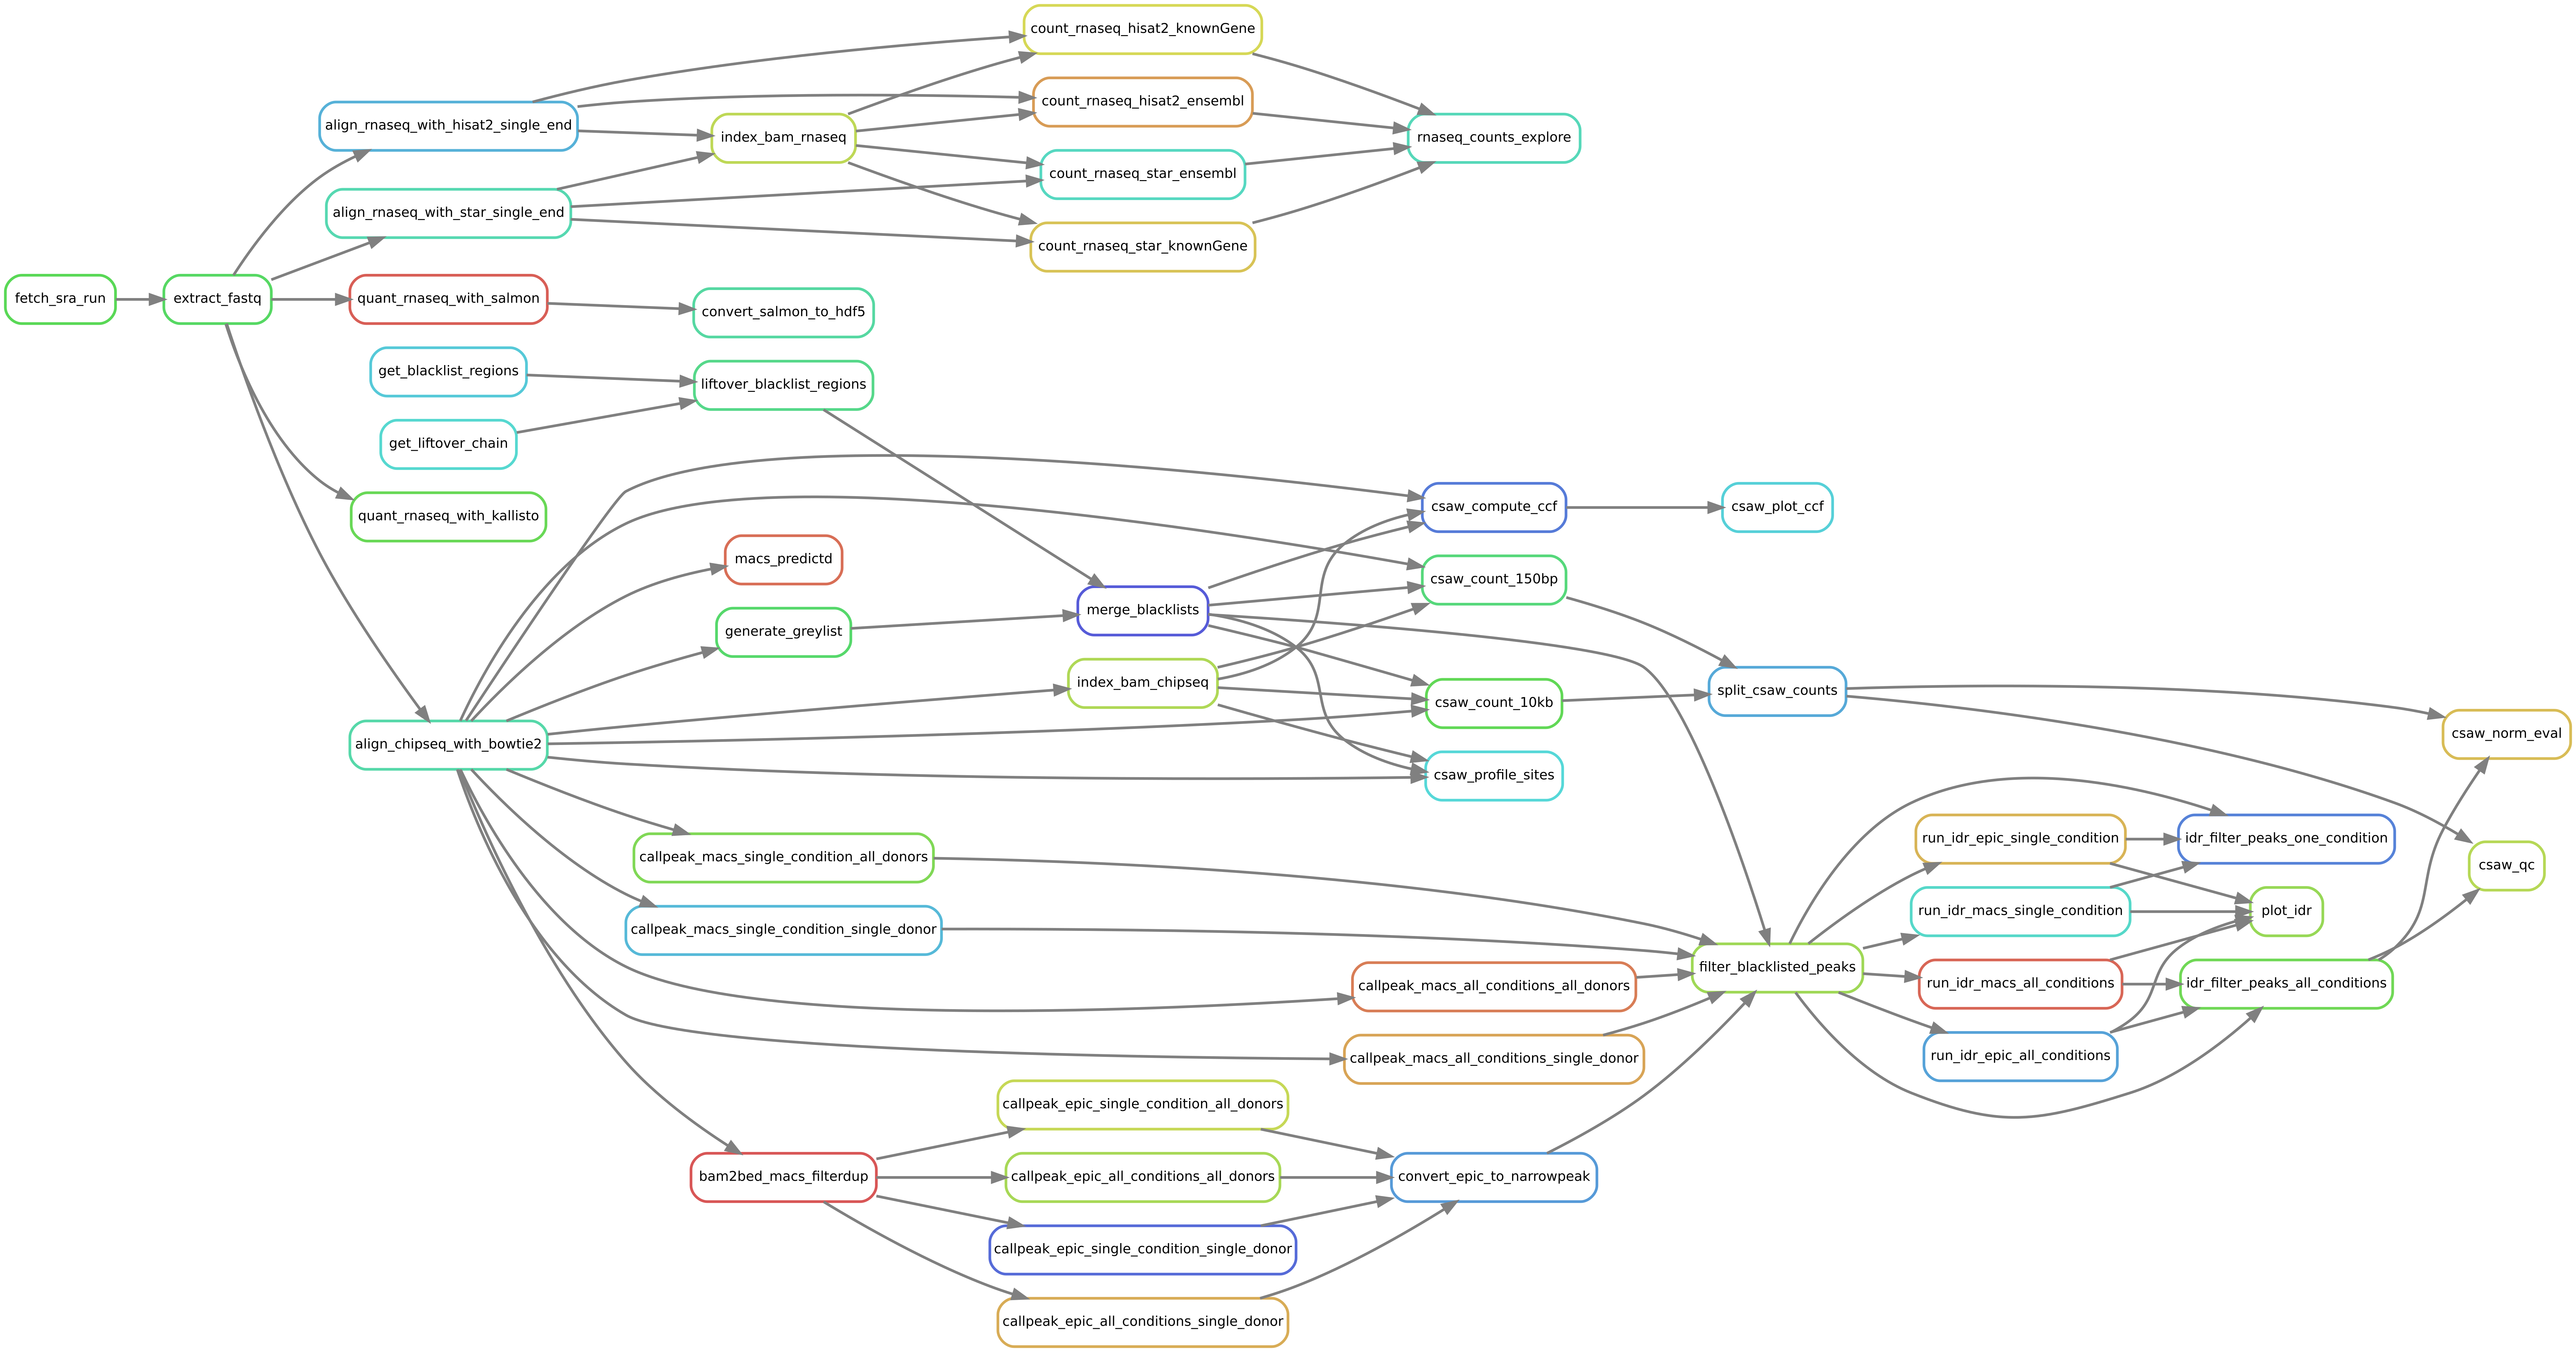 count_rnaseq_hisat2_knownGene
count_rnaseq_hisat2_ensembl
align_rnaseq_with_hisat2_single_end
index_bam_rnaseq
rnaseq_counts_explore
count_rnaseq_star_ensembl
align_rnaseq_with_star_single_end
count_rnaseq_star_knownGene
fetch_sra_run
extract_fastq
quant_rnaseq_with_salmon
convert_salmon_to_hdf5
get_blacklist_regions
liftover_blacklist_regions
get_liftover_chain
quant_rnaseq_with_kallisto
csaw_compute_ccf
csaw_plot_ccf
macs_predictd
csaw_count_150bp
merge_blacklists
generate_greylist
index_bam_chipseq
split_csaw_counts
csaw_count_10kb
csaw_norm_eval
align_chipseq_with_bowtie2
csaw_profile_sites
run_idr_epic_single_condition
idr_filter_peaks_one_condition
callpeak_macs_single_condition_all_donors
csaw_qc
run_idr_macs_single_condition
plot_idr
callpeak_macs_single_condition_single_donor
filter_blacklisted_peaks
callpeak_macs_all_conditions_all_donors
run_idr_macs_all_conditions
idr_filter_peaks_all_conditions
callpeak_macs_all_conditions_single_donor
run_idr_epic_all_conditions
callpeak_epic_single_condition_all_donors
bam2bed_macs_filterdup
callpeak_epic_all_conditions_all_donors
convert_epic_to_narrowpeak
callpeak_epic_single_condition_single_donor
callpeak_epic_all_conditions_single_donor